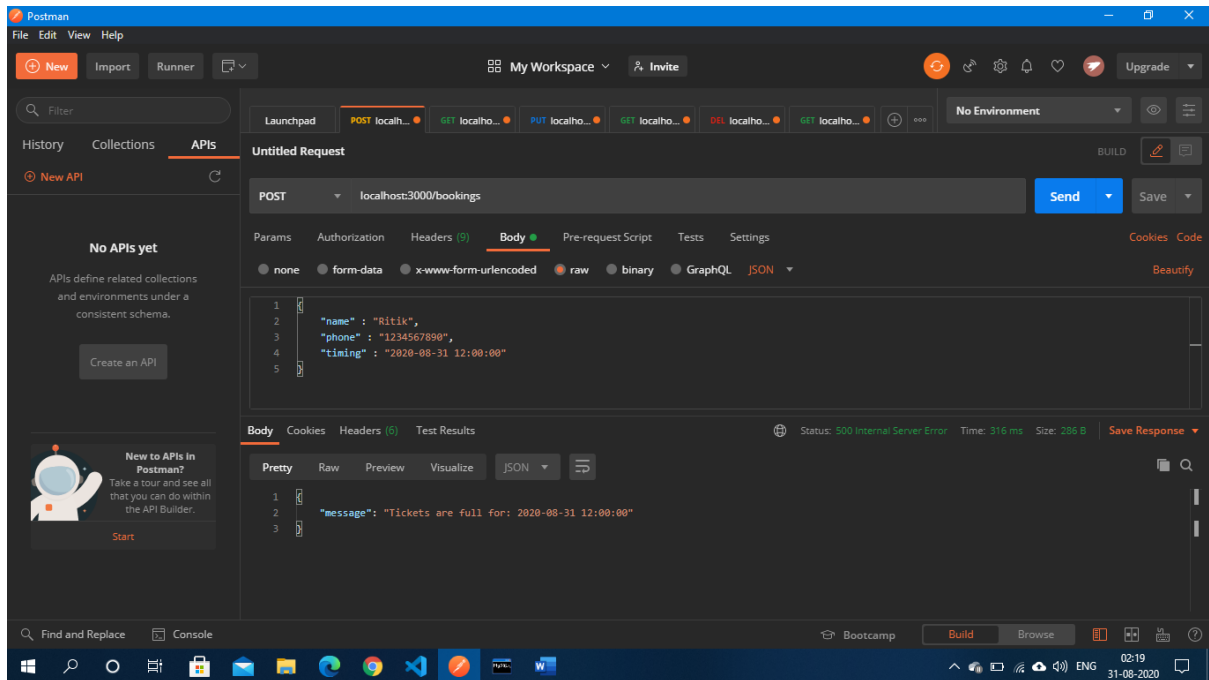 Postman
File Edit View Help
New Import Runner My Workspace Invite Upgrade
Filter
History Collections APIs
New API
No APIs yet
APIs define related collections
and environments under a
consistent schema.
Create an API
New to APIs in
Postman?
Take a tour and see all
that you can do within
the API Builder.
Start
Launchpad POST localh... GET localho... PUT localho... GET localho... DEL localho... GET localho... No Environment
Untitled Request BUILD
POST localhost:3000/bookings Send Save
Params Authorization Headers (9) Body Pre-request Script Tests Settings Cookies Code
none form-data x-www-form-urlencoded raw binary GraphQL JSON Beautify
1 {
2 "name" : "Ritik",
3 "phone" : "1234567890",
4 "timing" : "2020-08-31 12:00:00"
5 }
Body Cookies Headers (6) Test Results Status: 500 Internal Server Error Time: 316 ms Size: 286 B Save Response
Pretty Raw Preview Visualize JSON
1 {
2 "message": "Tickets are full for: 2020-08-31 12:00:00"
3 }
Find and Replace Console Bootcamp Build Browse
ENG 02:19
31-08-2020